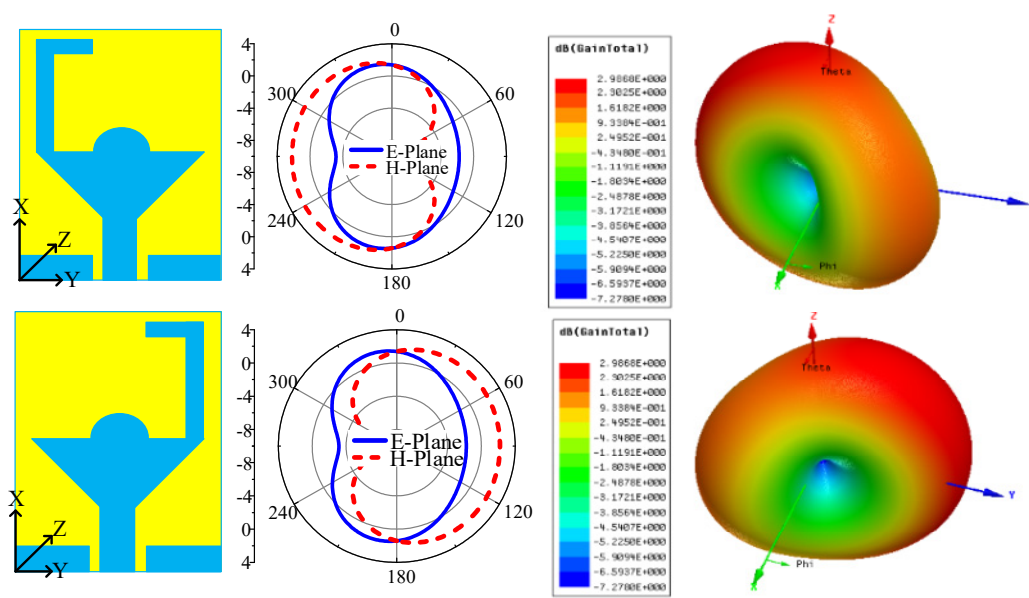 X
Z
Y
4
0
-4
-8
-8
-4
0
4
0
60
120
180
240
300
E-Plane
H-Plane
dB(GainTotal)
2.9868E+000
2.3025E+000
1.6182E+000
9.3384E-001
2.4952E-001
-4.3480E-001
-1.1191E+000
-1.8034E+000
-2.4878E+000
-3.1721E+000
-3.8564E+000
-4.5407E+000
-5.2250E+000
-5.9094E+000
-6.5937E+000
-7.2780E+000
Z
Theta
Phi
X
X
Z
Y
4
0
-4
-8
-8
-4
0
4
0
60
120
180
240
300
E-Plane
H-Plane
dB(GainTotal)
2.9868E+000
2.3025E+000
1.6182E+000
9.3384E-001
2.4952E-001
-4.3480E-001
-1.1191E+000
-1.8034E+000
-2.4878E+000
-3.1721E+000
-3.8564E+000
-4.5407E+000
-5.2250E+000
-5.9094E+000
-6.5937E+000
-7.2780E+000
Z
Theta
Y
Phi
X